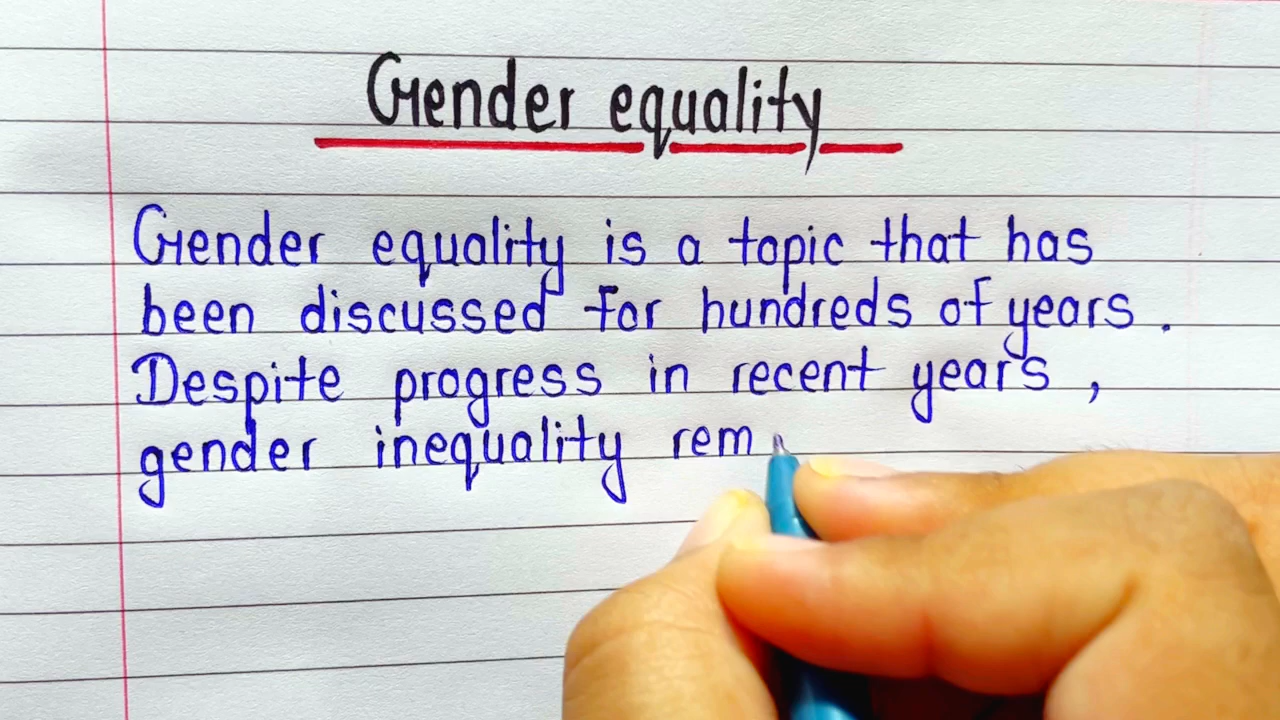 Gender equality
Gender equality is a topic that has
been discussed for hundreds of years.
Despite progress in recent years,
gender inequality rem